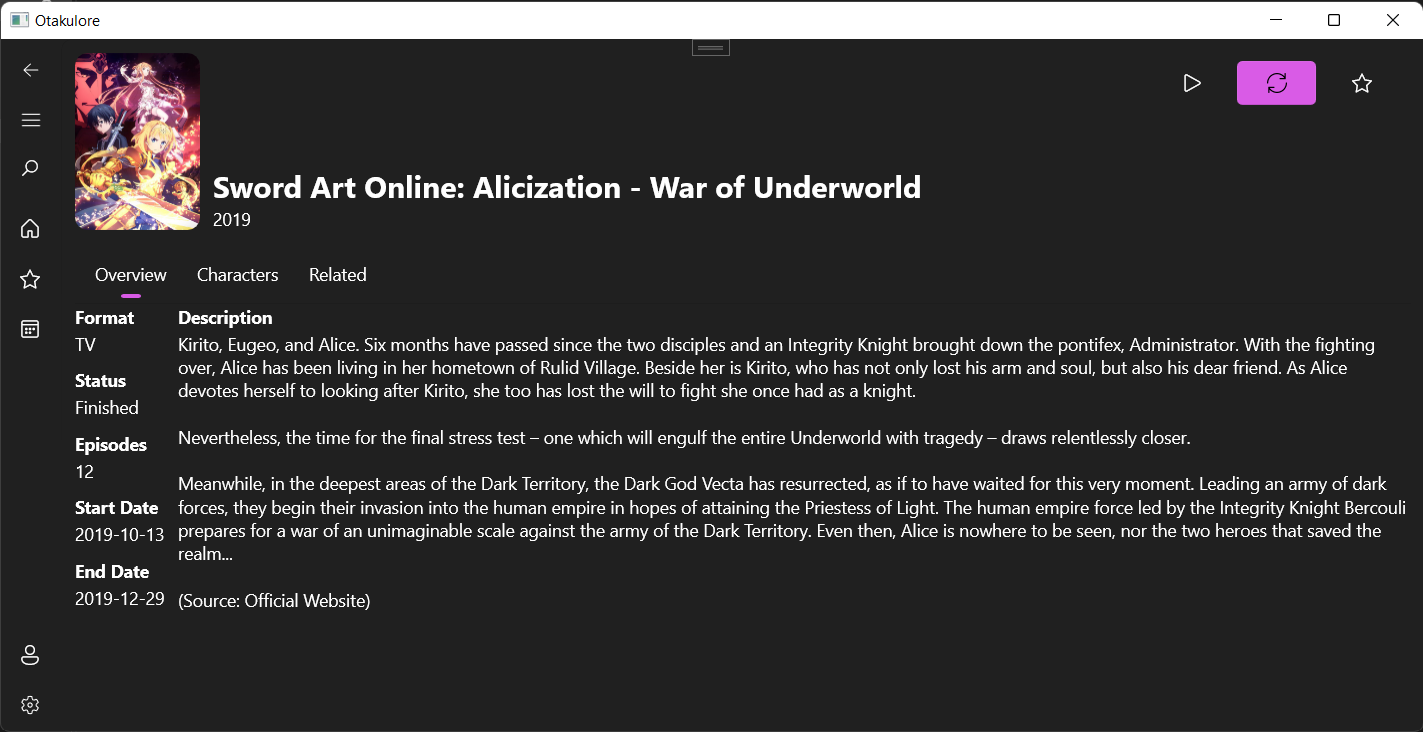 Otakulore
Sword Art Online: Alicization - War of Underworld
2019
Overview Characters Related
Format
TV
Status
Finished
Episodes
12
Start Date
2019-10-13
End Date
2019-12-29
Description
Kirito, Eugeo, and Alice. Six months have passed since the two disciples and an Integrity Knight brought down the pontifex, Administrator. With the fighting
over, Alice has been living in her hometown of Rulid Village. Beside her is Kirito, who has not only lost his arm and soul, but also his dear friend. As Alice
devotes herself to looking after Kirito, she too has lost the will to fight she once had as a knight.
Nevertheless, the time for the final stress test – one which will engulf the entire Underworld with tragedy – draws relentlessly closer.
Meanwhile, in the deepest areas of the Dark Territory, the Dark God Vecta has resurrected, as if to have waited for this very moment. Leading an army of dark
forces, they begin their invasion into the human empire in hopes of attaining the Priestess of Light. The human empire force led by the Integrity Knight Bercouli
prepares for a war of an unimaginable scale against the army of the Dark Territory. Even then, Alice is nowhere to be seen, nor the two heroes that saved the
realm...
(Source: Official Website)